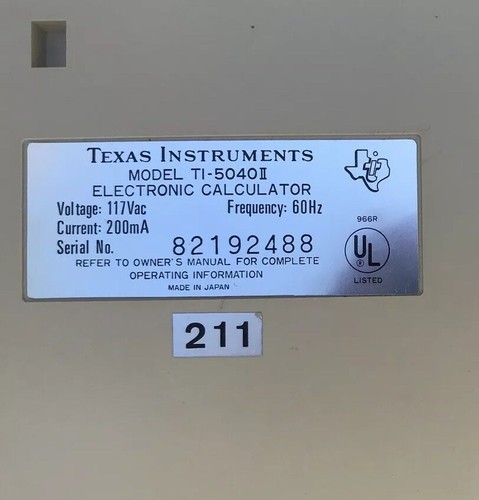 TEXAS INSTRUMENTS
MODEL TI-5040II
ELECTRONIC CALCULATOR
Voltage: 117Vac Frequency: 60Hz
Current: 200mA
Serial No. 82192488
REFER TO OWNER'S MANUAL FOR COMPLETE
OPERATING INFORMATION
MADE IN JAPAN
966R
UL
LISTED
211